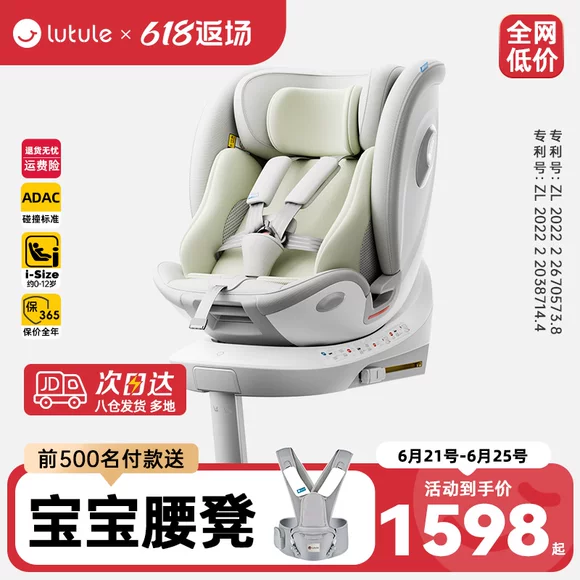 lutule × 618返场
全网
低价
退货无忧
运费险
ADAC
碰撞标准
i-Size
约0-12岁
保365
保价全年
专利号：ZL 2022 2 2670573.8
专利号：ZL 2022 2 2038714.4
JD 次日达
八仓发货 多地
前500名付款送
宝宝腰凳
6月21号-6月25号
活动到手价
1598起